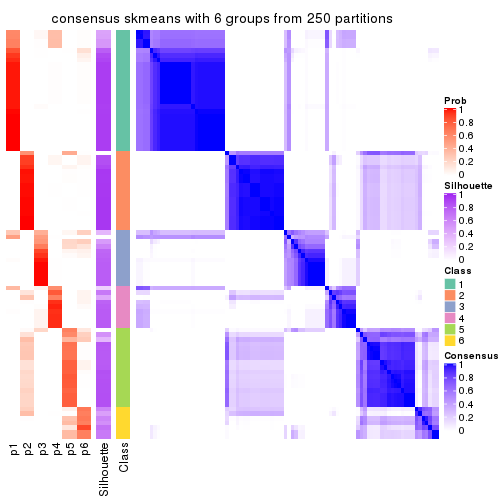 consensus skmeans with 6 groups from 250 partitions
Prob
1
0.8
0.6
0.4
0.2
0
Silhouette
1
0.8
0.6
0.4
0.2
0
Class
1
2
3
4
5
6
Consensus
1
0.8
0.6
0.4
0.2
0
p1
p2
p3
p4
p5
p6
Silhouette
Class